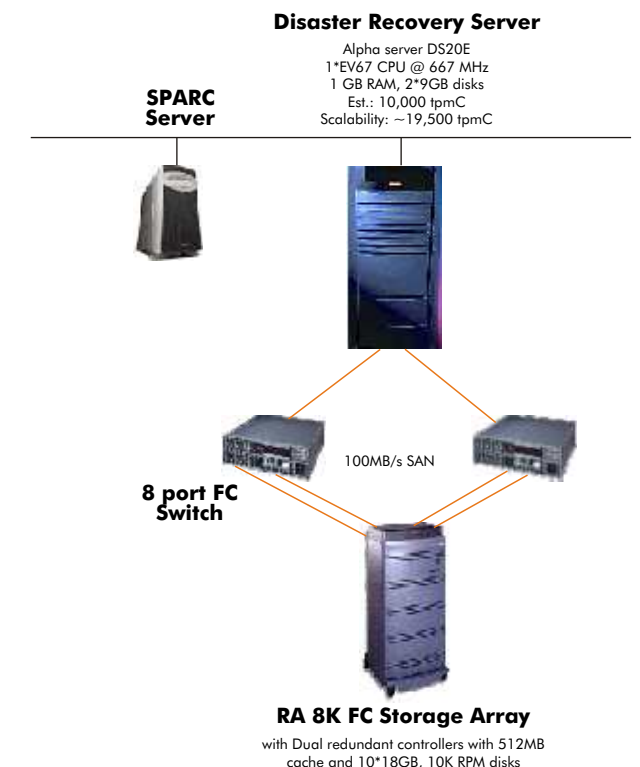 Disaster Recovery Server
Alpha server DS20E
1*EV67 CPU @ 667 MHz
1 GB RAM, 2*9GB disks
Est.: 10,000 tpmC
Scalability: ~19,500 tpmC
SPARC
Server
100MB/s SAN
8 port FC
Switch
RA 8K FC Storage Array
with Dual redundant controllers with 512MB
cache and 10*18GB, 10K RPM disks